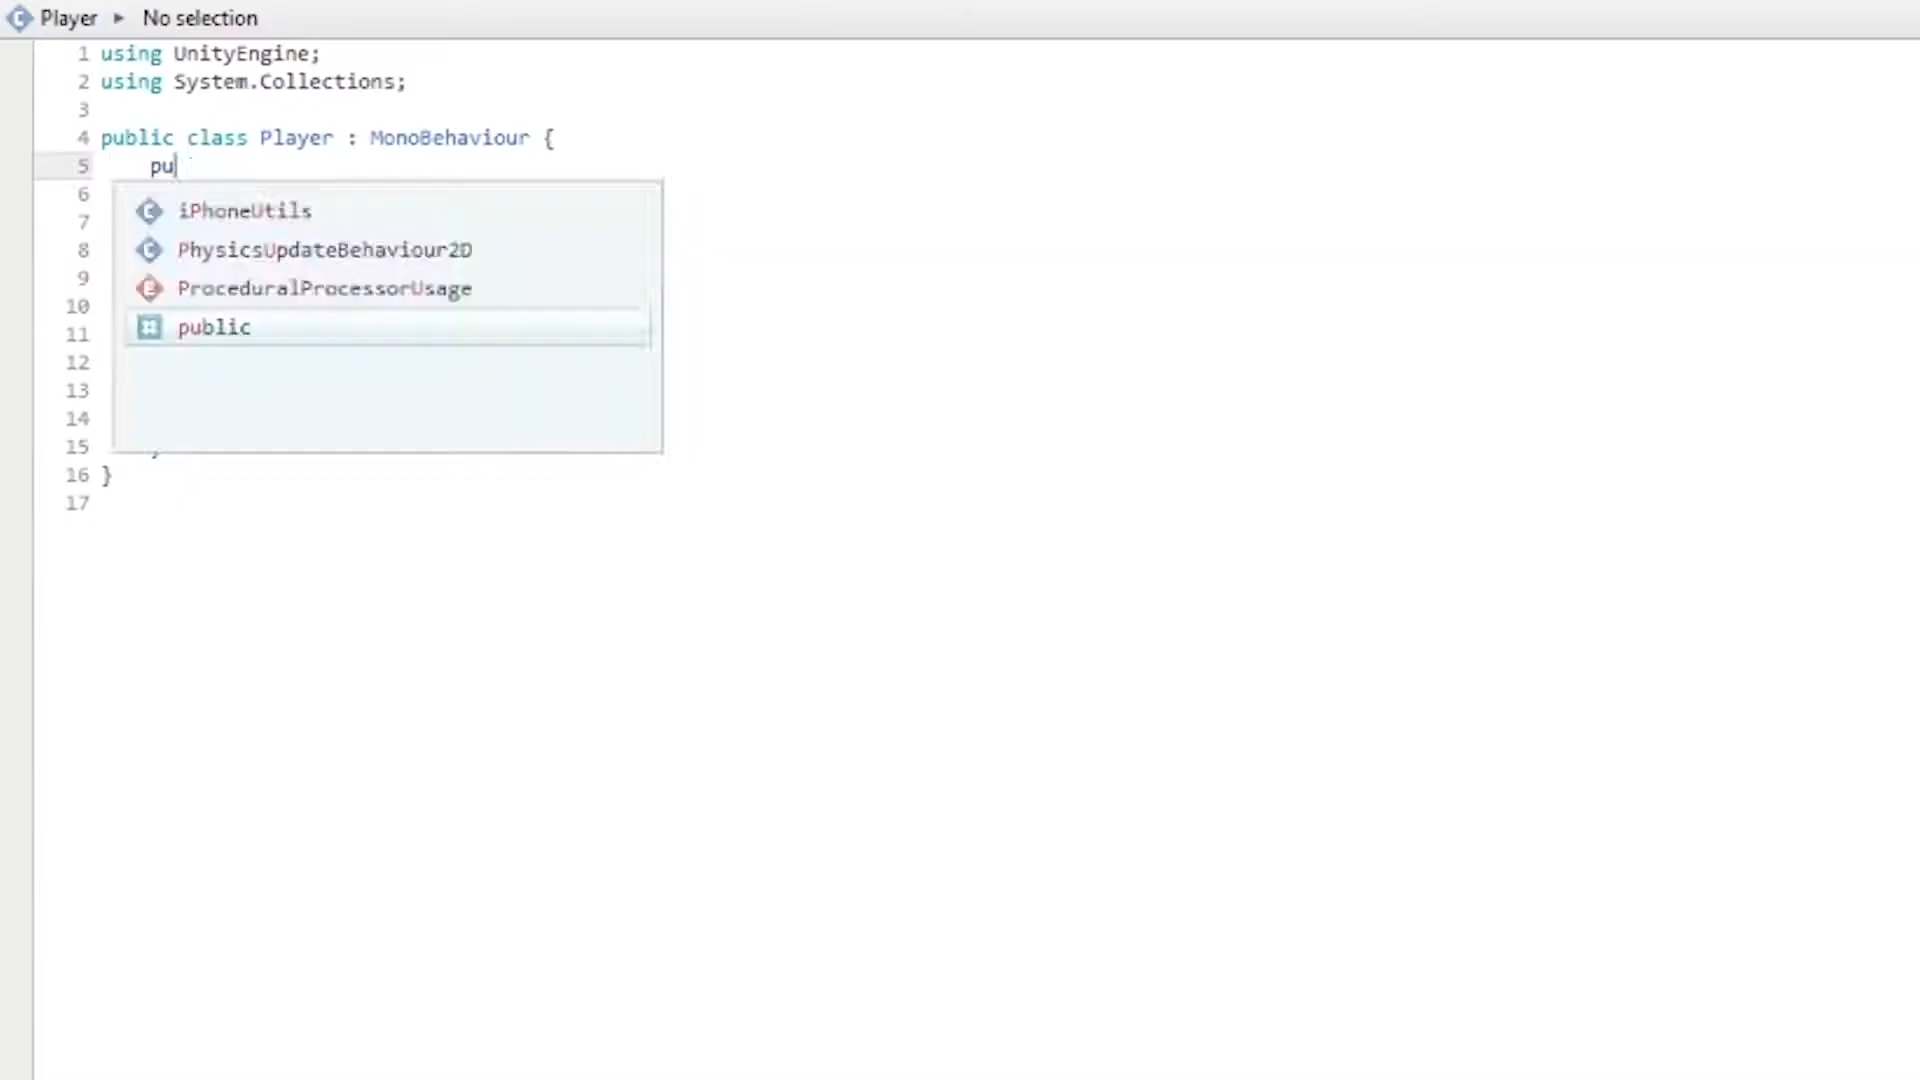 Player ▸ No selection
1 using UnityEngine;
2 using System.Collections;
3
4 public class Player : MonoBehaviour {
5 pu
6
iPhoneUtils
7
8 PhysicsUpdateBehaviour2D
9 ProceduralProcessorUsage
10
11 public
12
13
14
15
16 }
17